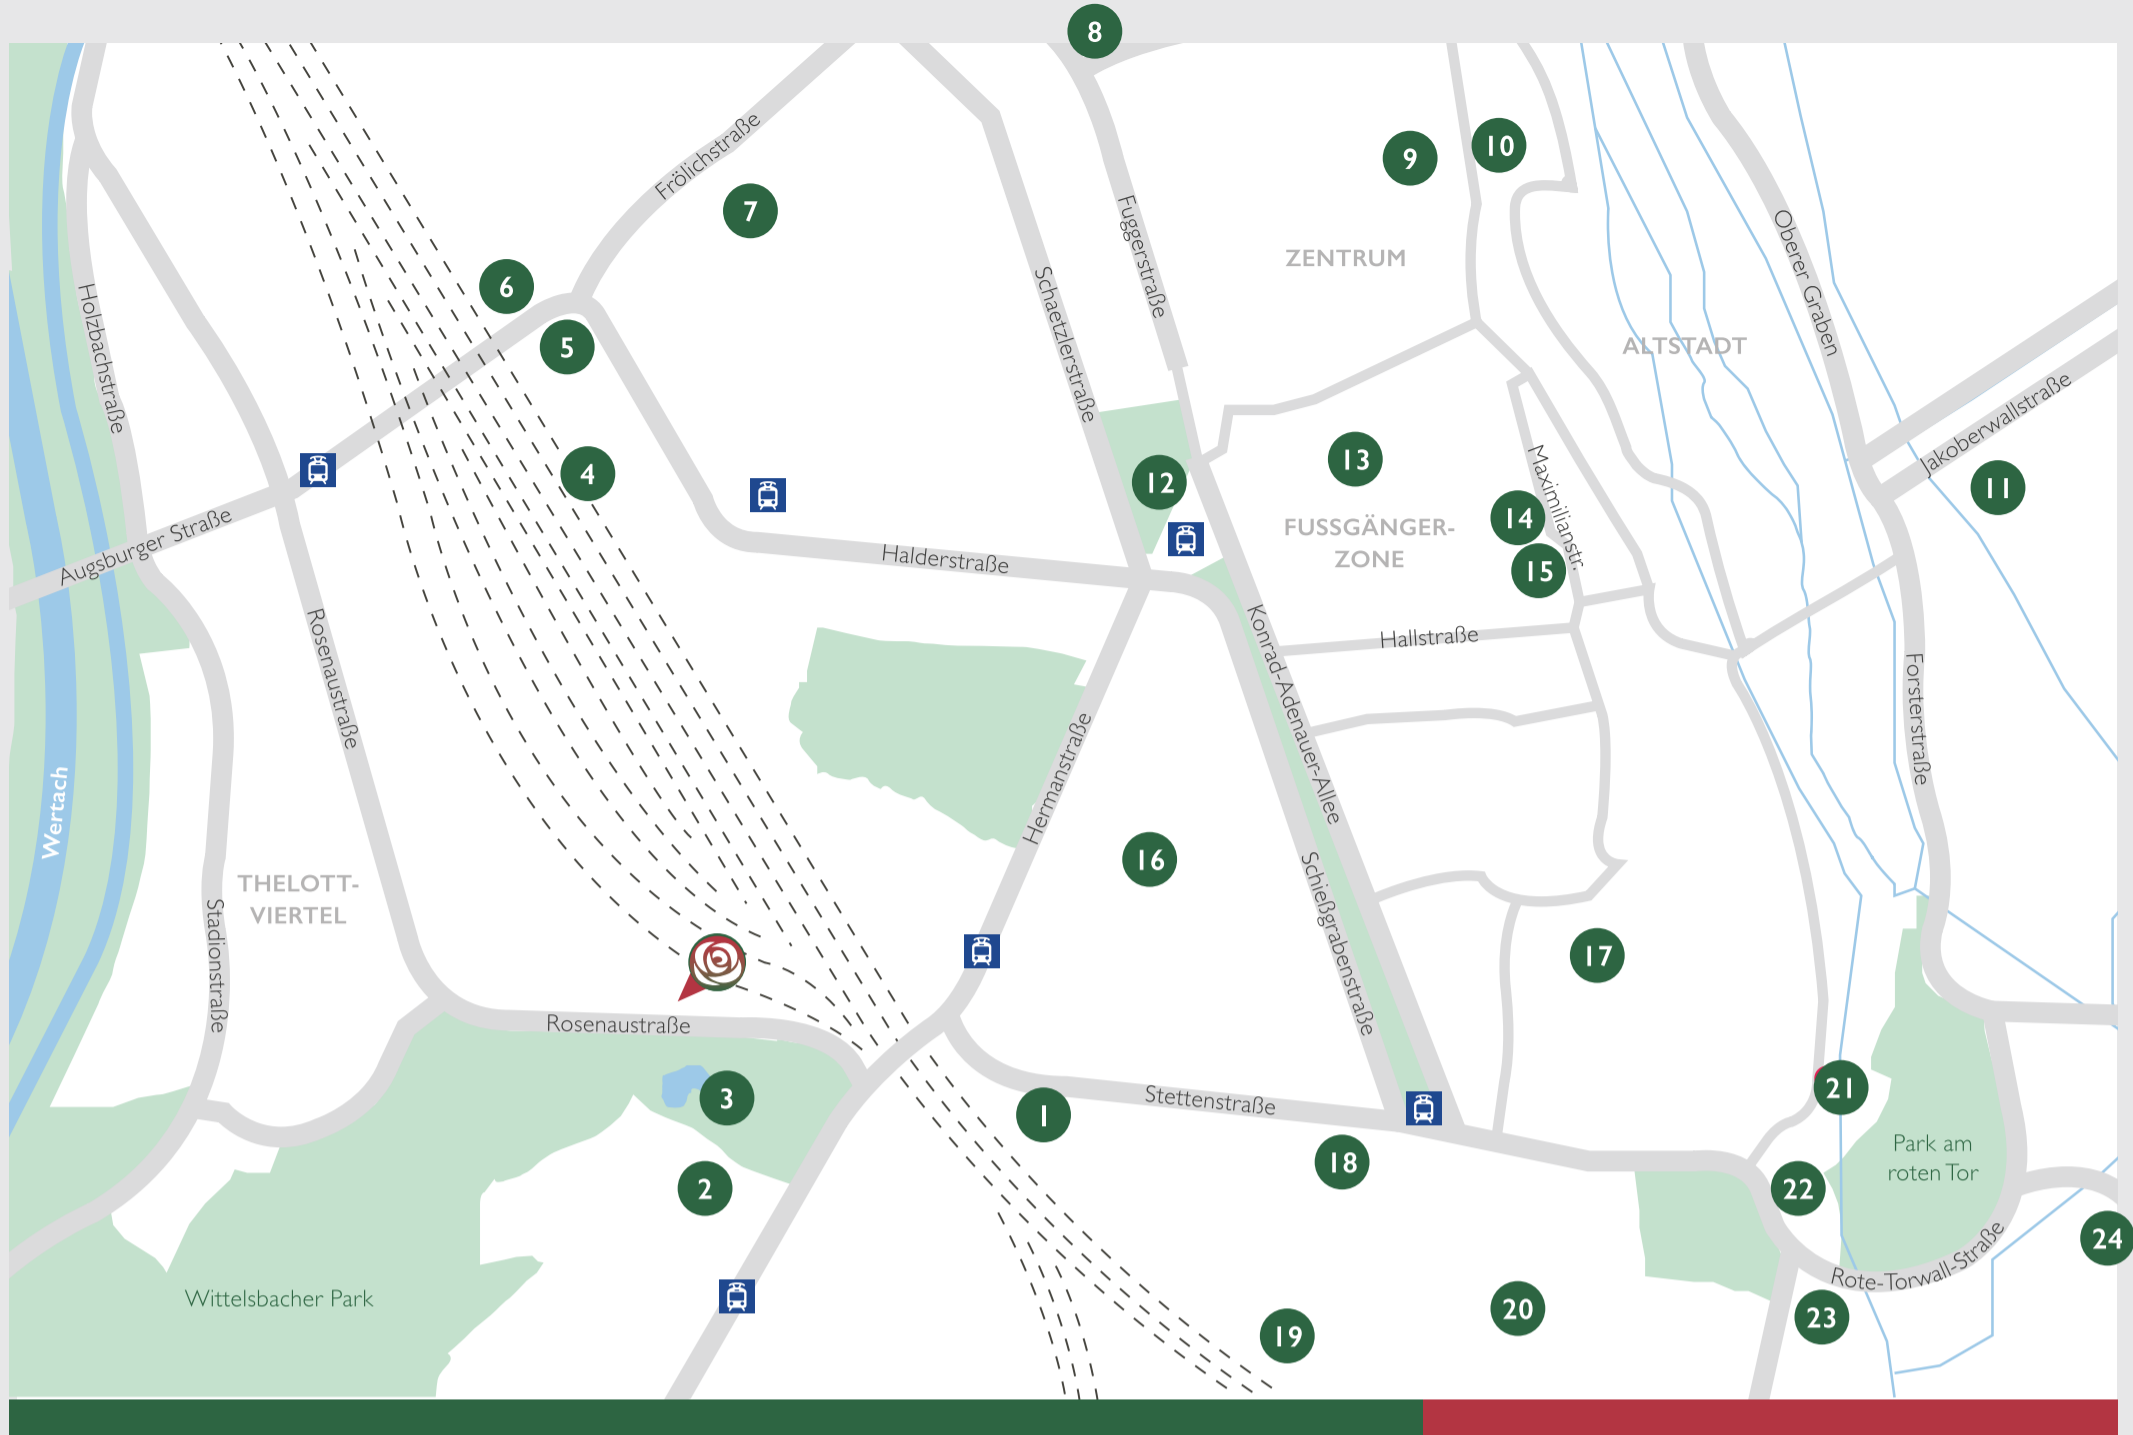 8
10
9
Frölichstraße
7
Fuggerstraße
Oberer Graben
ZENTRUM
6
Holzbachstraße
Schaetzlerstraße
5
ALTSTADT
Jakoberwallstraße
13
4
12
11
Maximilianstr.
14
FUSSGÄNGER-
ZONE
Augsburger Straße
Halderstraße
15
Rosenaustraße
Hallstraße
Konrad-Adenauer-Allee
Forsterstraße
Hermanstraße
Wertach
16
THELOTT-
VIERTEL
Schießgrabenstraße
17
Stadionstraße
Rosenaustraße
21
3
Stettenstraße
1
Park am
roten Tor
18
2
22
24
Rote-Torwall-Straße
Wittelsbacher Park
20
23
19